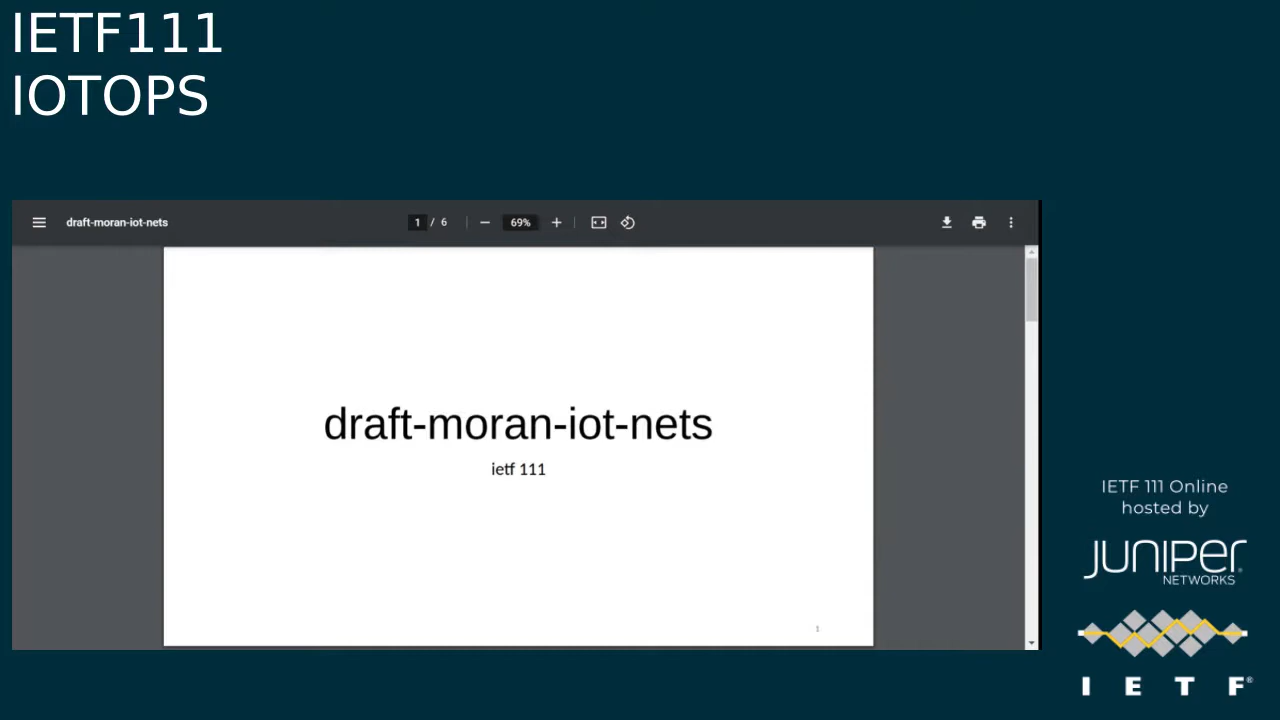 IETF111
IOTOPS
draft-moran-iot-nets
1 / 6
69%
draft-moran-iot-nets
ietf 111
1
IETF 111 Online
hosted by
JUNIPEr
NETWORKS
I E T F®